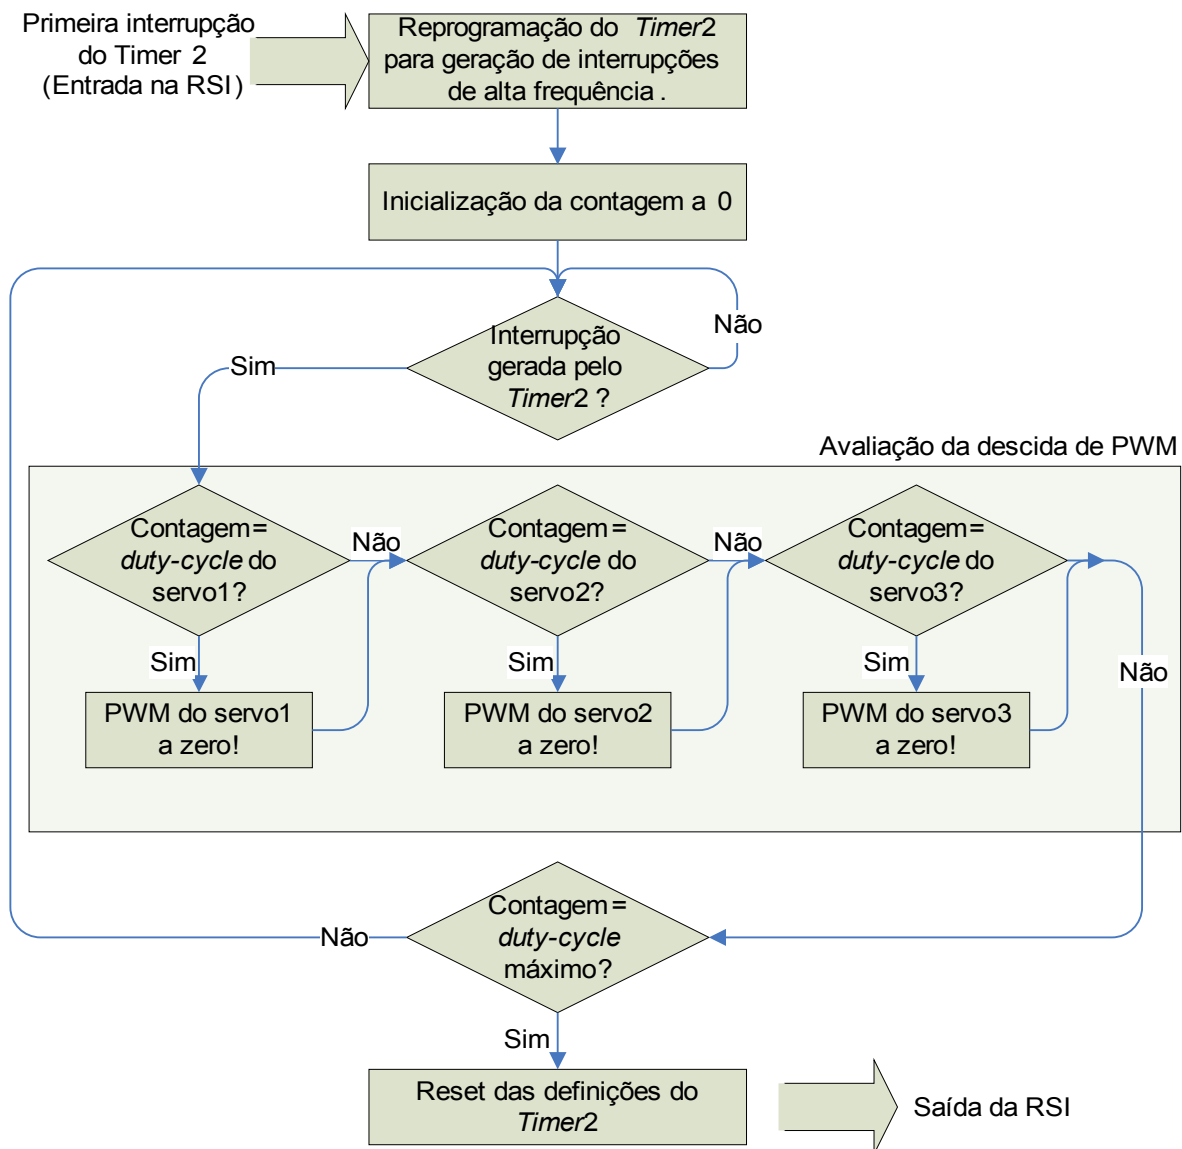 Primeira interrupção
do Timer 2
(Entrada na RSI)
Reprogramação do Timer2
para geração de interrupções
de alta frequência .
Inicialização da contagem a 0
Interrupção
gerada pelo
Timer2 ?
Não
Sim
Avaliação da descida de PWM
Contagem=
duty-cycle do
servo1?
Não
Contagem=
duty-cycle do
servo2?
Não
Contagem=
duty-cycle do
servo3?
Sim
Sim
Sim
Não
PWM do servo1
a zero!
PWM do servo2
a zero!
PWM do servo3
a zero!
Contagem=
duty-cycle
máximo?
Não
Sim
Reset das definições do
Timer2
Saída da RSI